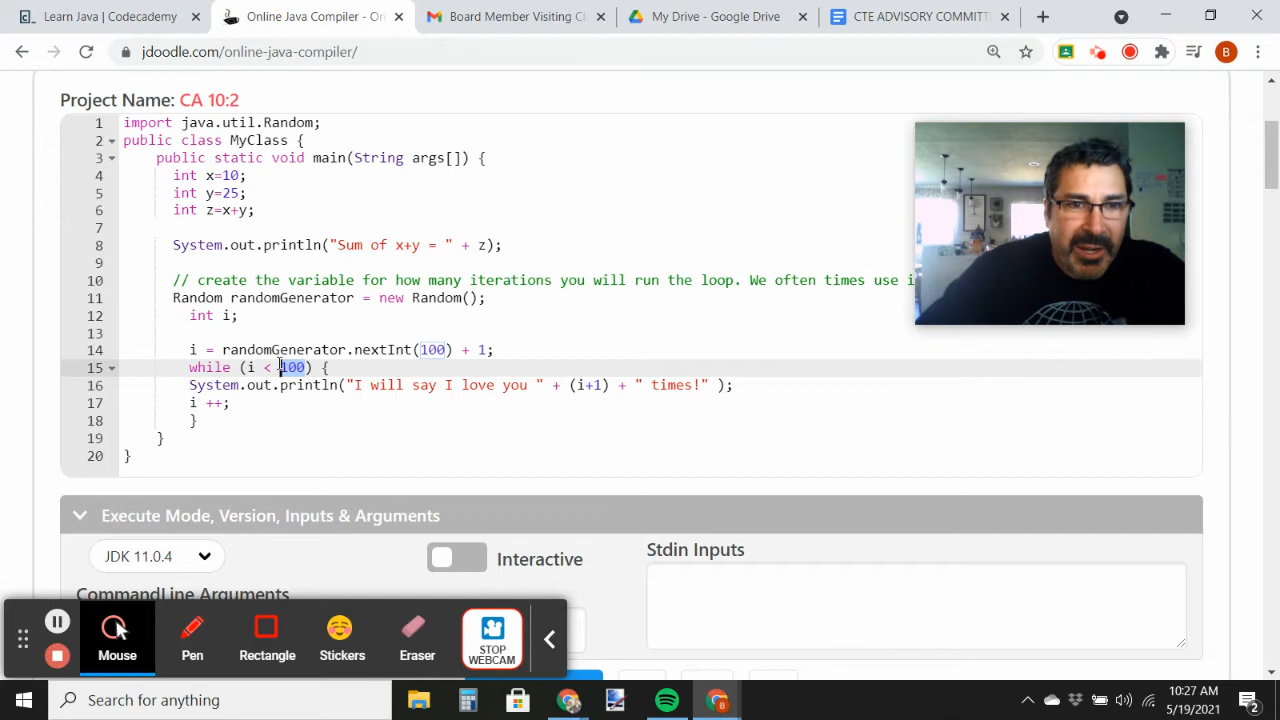 Learn Java | Codecademy
Online Java Compiler - On
Board Member Visiting Cl
My Drive - Google Drive
CTE ADVISORY COMMITT
jdoodle.com/online-java-compiler/
B
Project Name: CA 10:2
1 import java.util.Random;
2 public class MyClass {
3 public static void main(String args[]) {
4 int x=10;
5 int y=25;
6 int z=x+y;
7
8 System.out.println("Sum of x+y = " + z);
9
10 // create the variable for how many iterations you will run the loop. We often times use i
11 Random randomGenerator = new Random();
12 int i;
13
14 i = randomGenerator.nextInt(100) + 1;
15 while (i < 100) {
16 System.out.println("I will say I love you " + (i+1) + " times!" );
17 i ++;
18 }
19 }
20 }
Execute Mode, Version, Inputs & Arguments
JDK 11.0.4
Interactive
Stdin Inputs
CommandLine Arguments
Mouse
Pen
Rectangle
Stickers
Eraser
STOP
WEBCAM
Search for anything
B
10:27 AM
5/19/2021
2